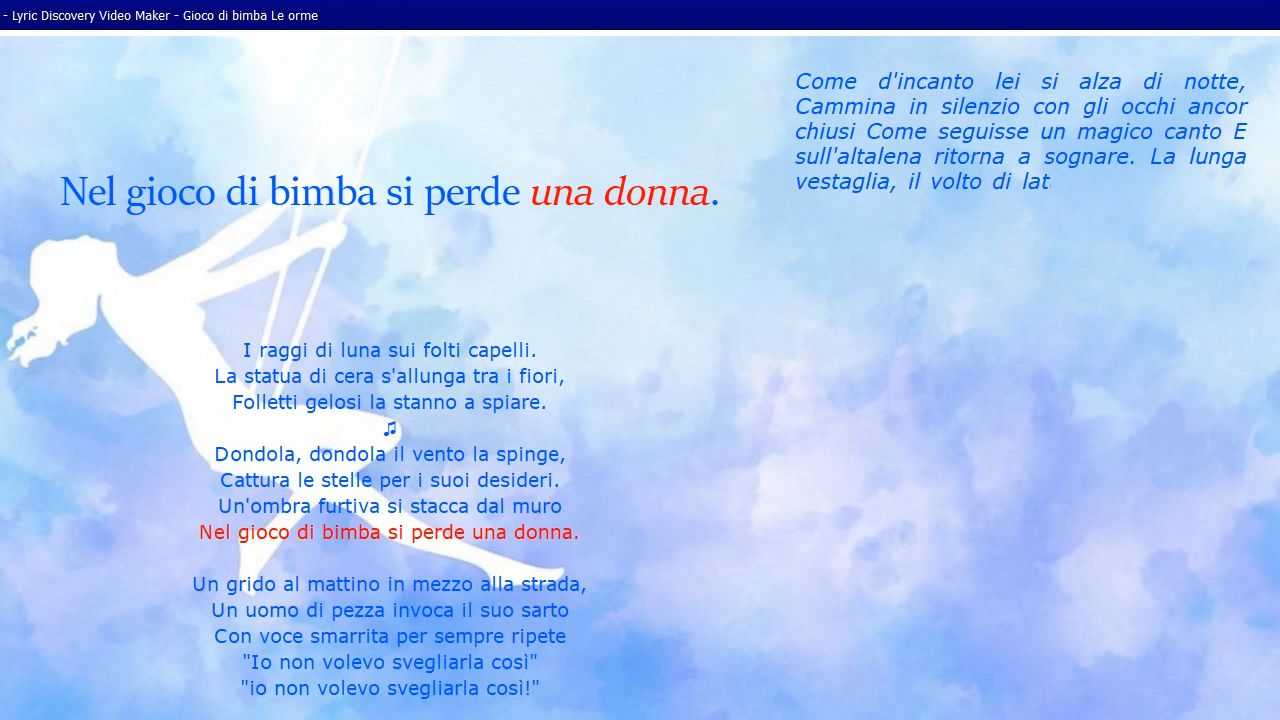 - Lyric Discovery Video Maker - Gioco di bimba Le orme
Come d'incanto lei si alza di notte,
Cammina in silenzio con gli occhi ancor
chiusi Come seguisse un magico canto E
sull'altalena ritorna a sognare. La lunga
vestaglia, il volto di lat
Nel gioco di bimba si perde una donna.
I raggi di luna sui folti capelli.
La statua di cera s'allunga tra i fiori,
Folletti gelosi la stanno a spiare.
♫
Dondola, dondola il vento la spinge,
Cattura le stelle per i suoi desideri.
Un'ombra furtiva si stacca dal muro
Nel gioco di bimba si perde una donna.
Un grido al mattino in mezzo alla strada,
Un uomo di pezza invoca il suo sarto
Con voce smarrita per sempre ripete
"Io non volevo svegliarla così"
"io non volevo svegliarla così!"